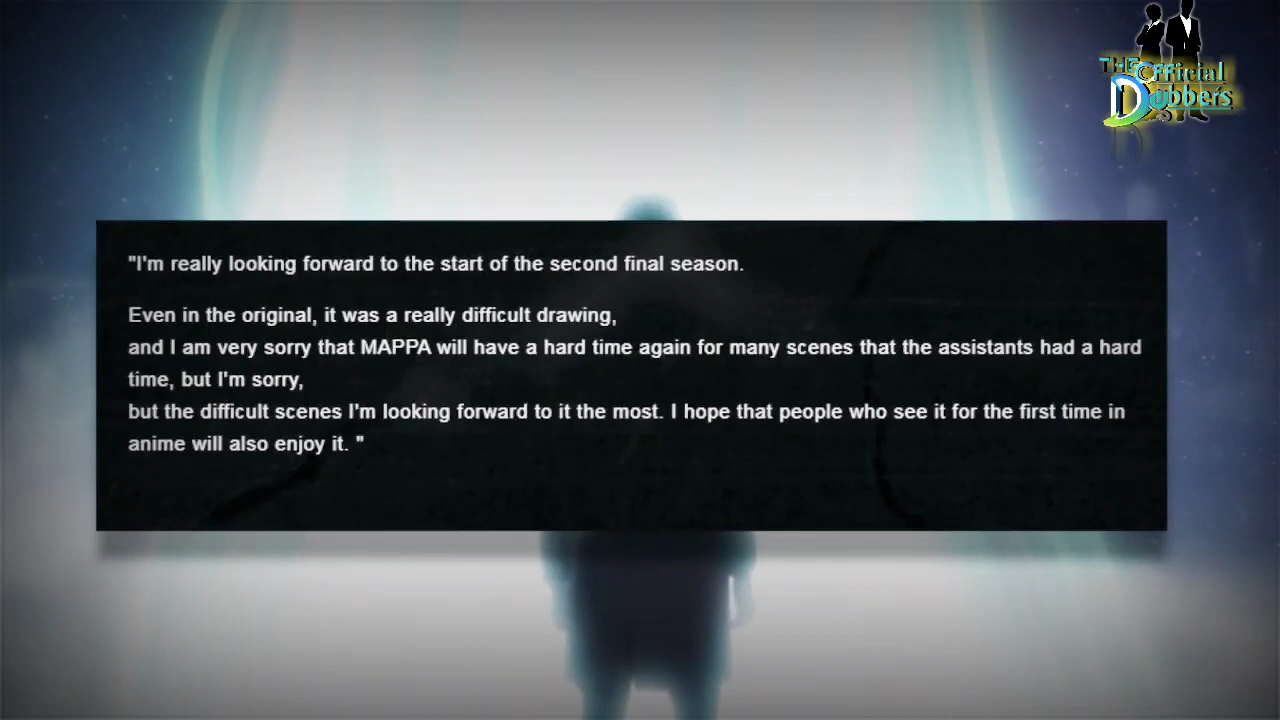 THE Official
Dubbers
"I'm really looking forward to the start of the second final season.
Even in the original, it was a really difficult drawing,
and I am very sorry that MAPPA will have a hard time again for many scenes that the assistants had a hard
time, but I'm sorry,
but the difficult scenes I'm looking forward to it the most. I hope that people who see it for the first time in
anime will also enjoy it. "